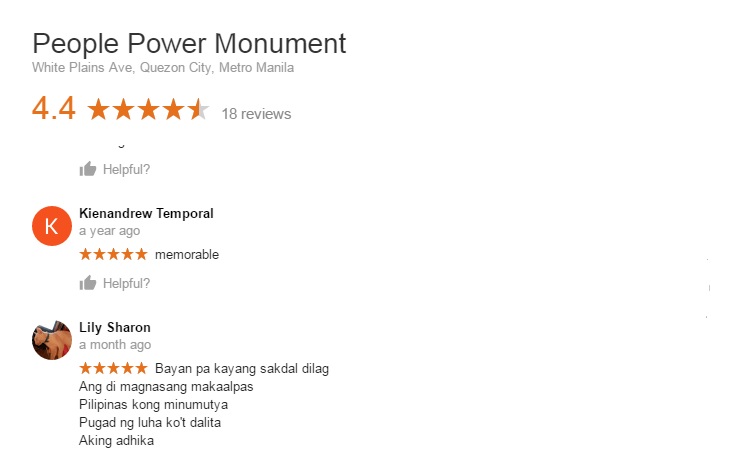 People Power Monument
White Plains Ave, Quezon City, Metro Manila
4.4 18 reviews
Helpful?
K
Kienandrew Temporal
a year ago
memorable
Helpful?
Lily Sharon
a month ago
Bayan pa kayang sakdal dilag
Ang di magnasang makaalpas
Pilipinas kong minumutya
Pugad ng luha ko't dalita
Aking adhika